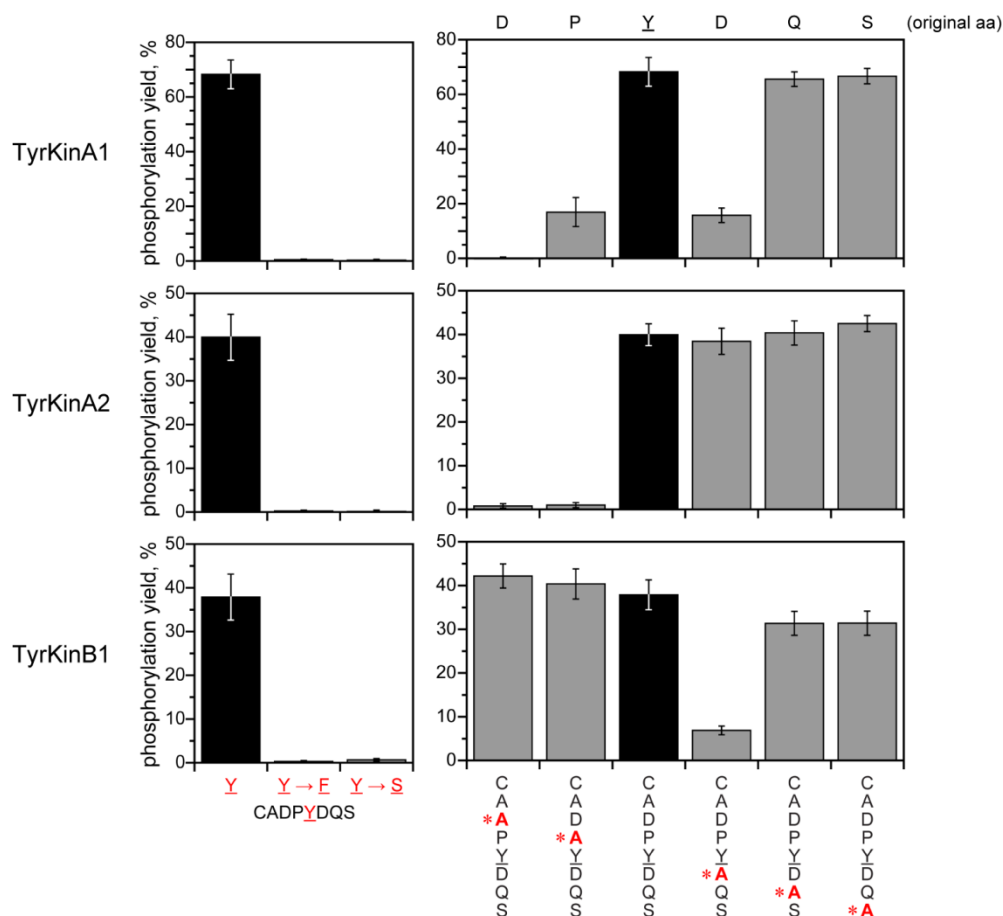 D P Y D Q S (original aa)
TyrKinA1
phosphorylation yield, %
80
60
40
20
0
80
60
40
20
0
TyrKinA2
phosphorylation yield, %
50
40
30
20
10
0
50
40
30
20
10
0
TyrKinB1
phosphorylation yield, %
50
40
30
20
10
0
50
40
30
20
10
0
Y Y → F Y → S
CADPYDQS
C C C C C C
A A A A A A
*A D D D D D
P *A P P P P
Y Y Y Y Y Y
D D D *A D D
Q Q Q Q *A Q
S S S S S *A